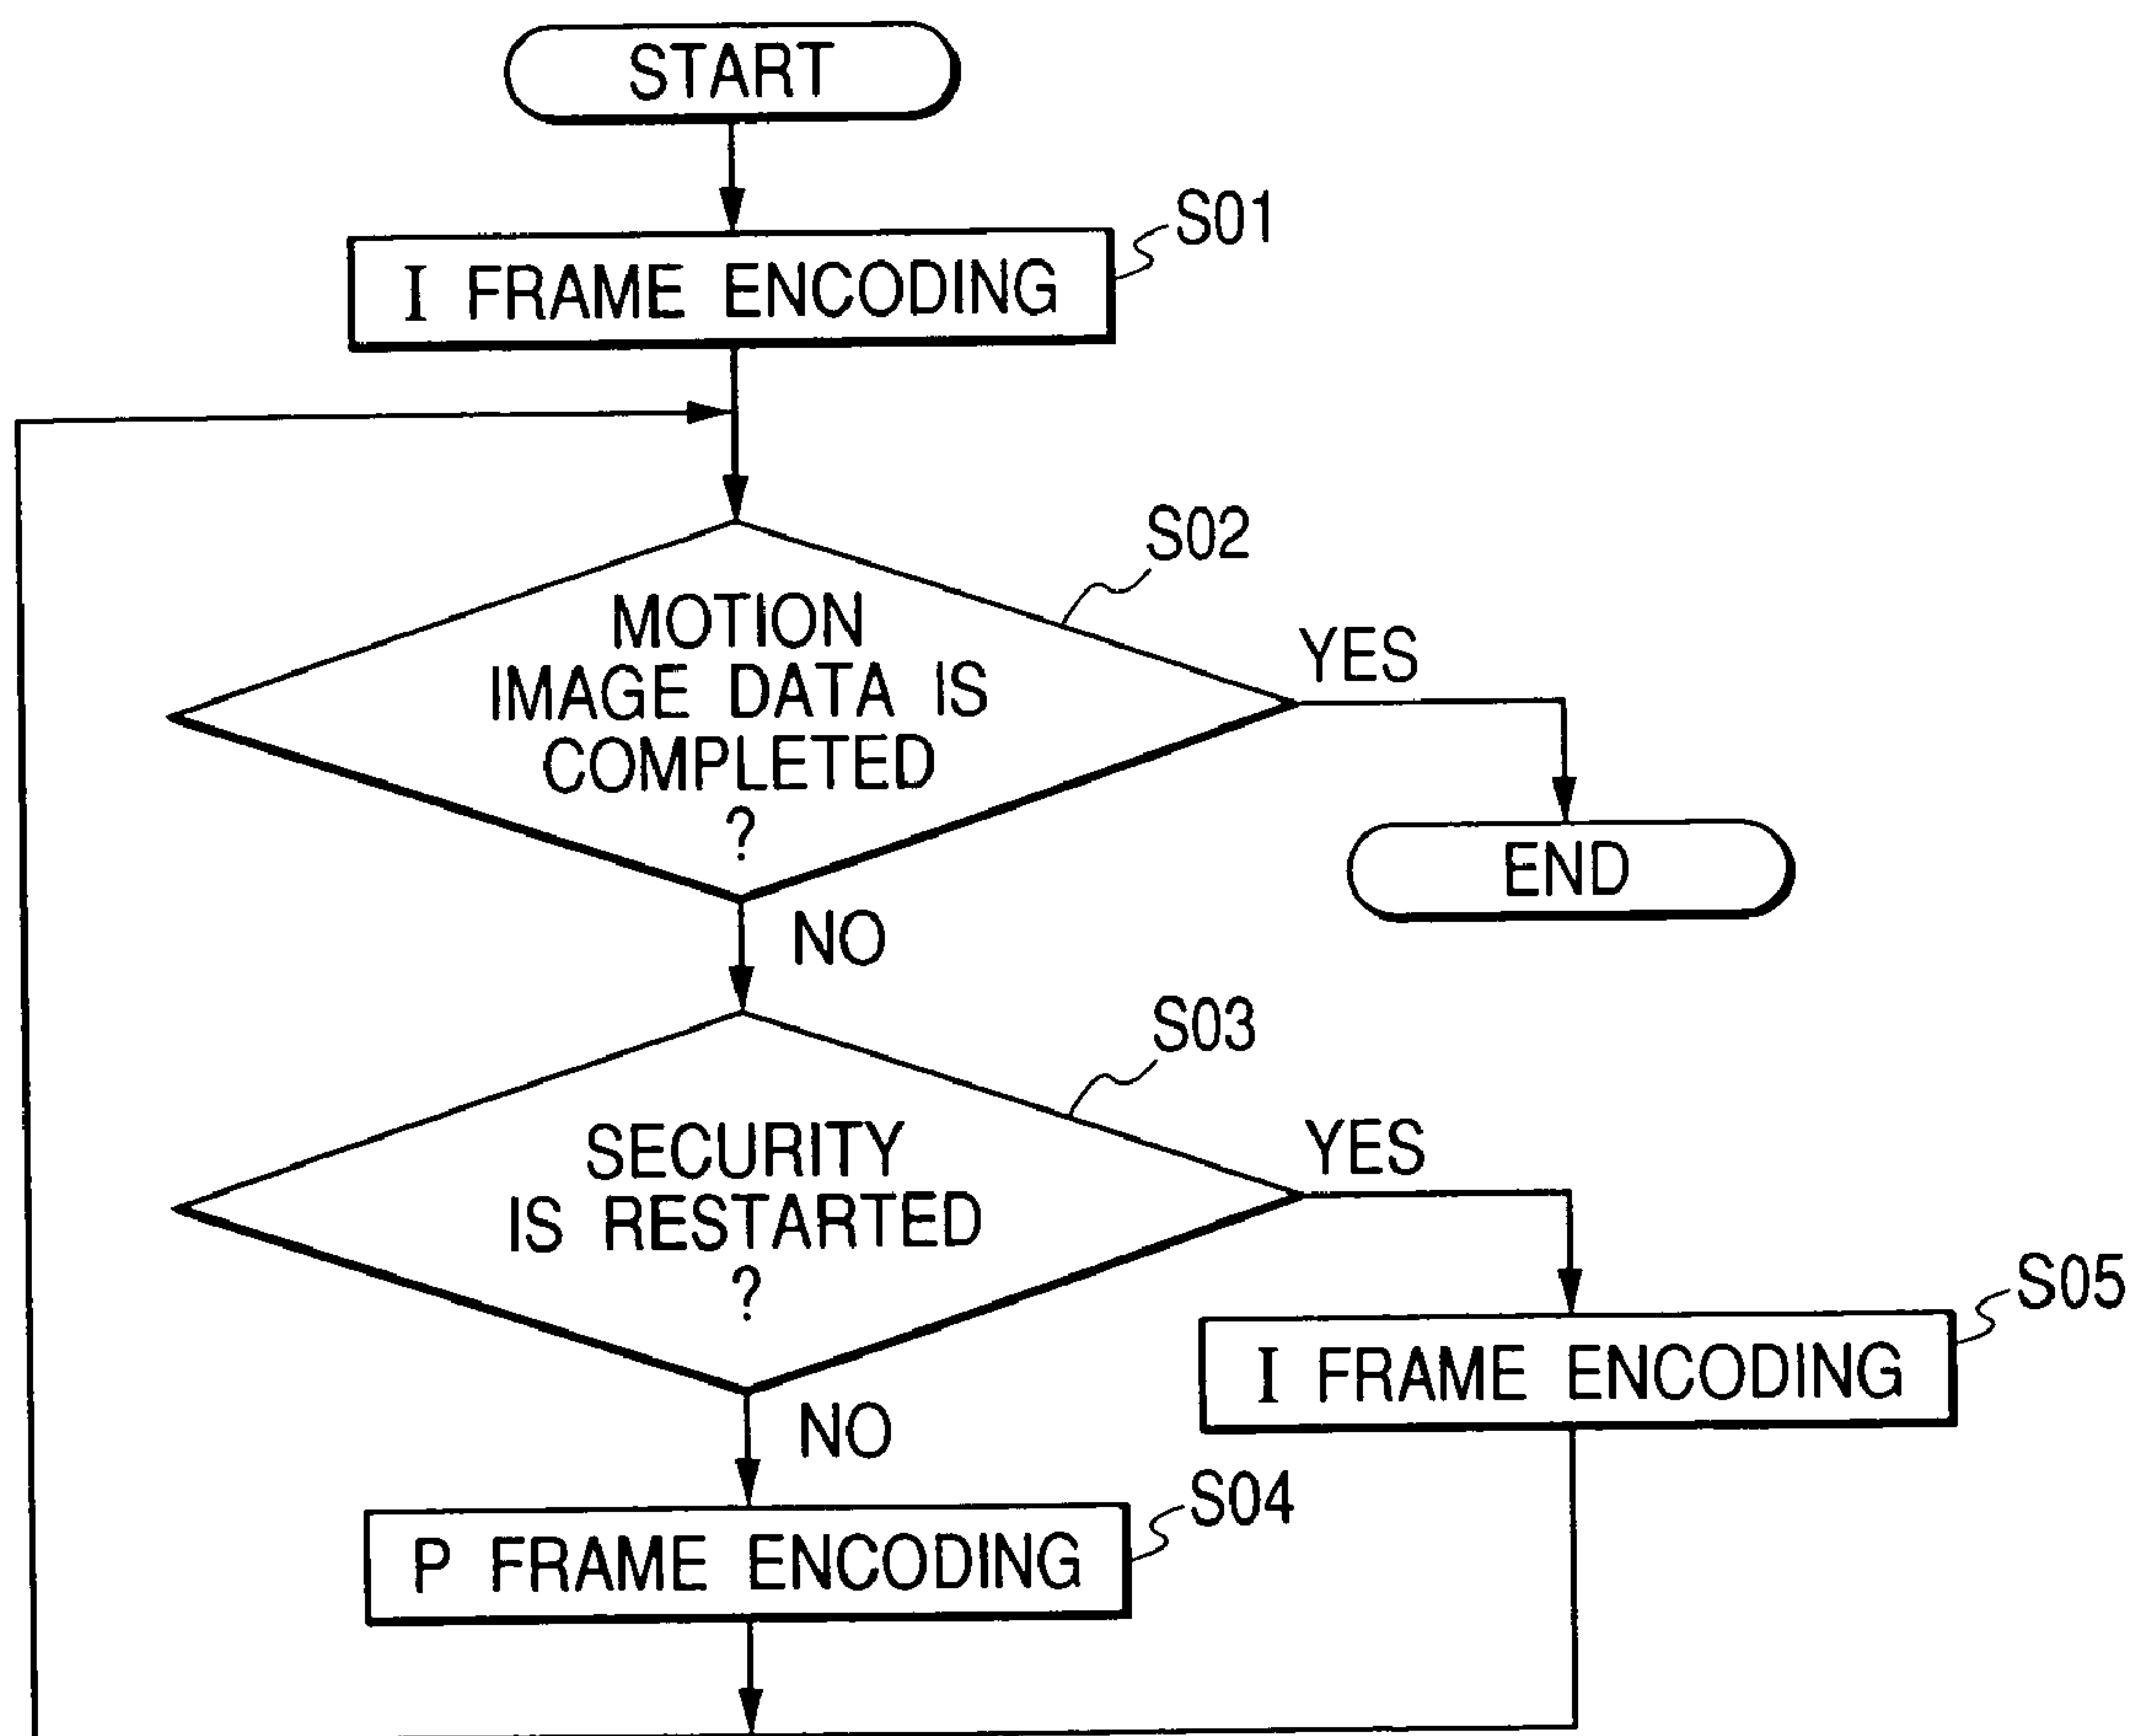 START
S01
I FRAME ENCODING
S02
MOTION
IMAGE DATA IS
COMPLETED
?
YES
END
NO
S03
SECURITY
IS RESTARTED
?
YES
S05
I FRAME ENCODING
NO
S04
P FRAME ENCODING